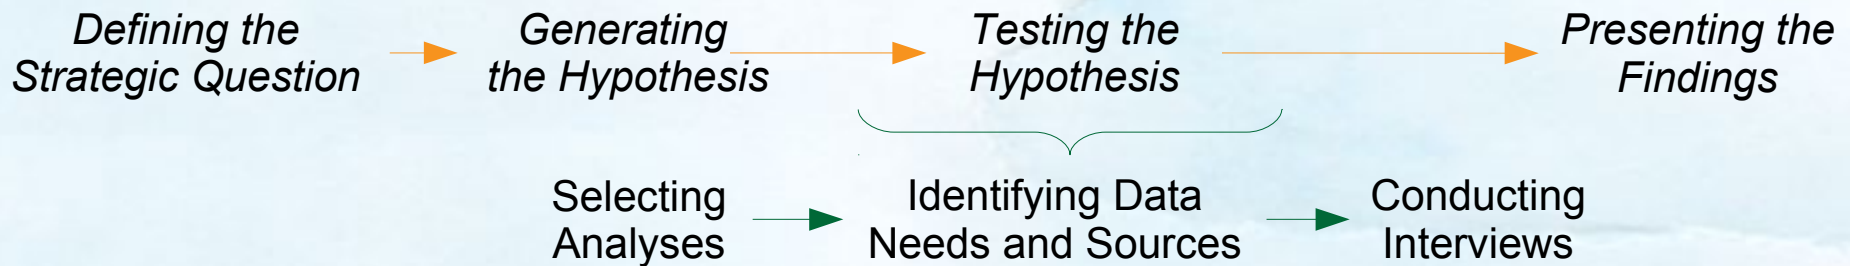 Defining the
Strategic Question
Generating
the Hypothesis
Testing the
Hypothesis
Presenting the
Findings
Selecting
Analyses
Identifying Data
Needs and Sources
Conducting
Interviews